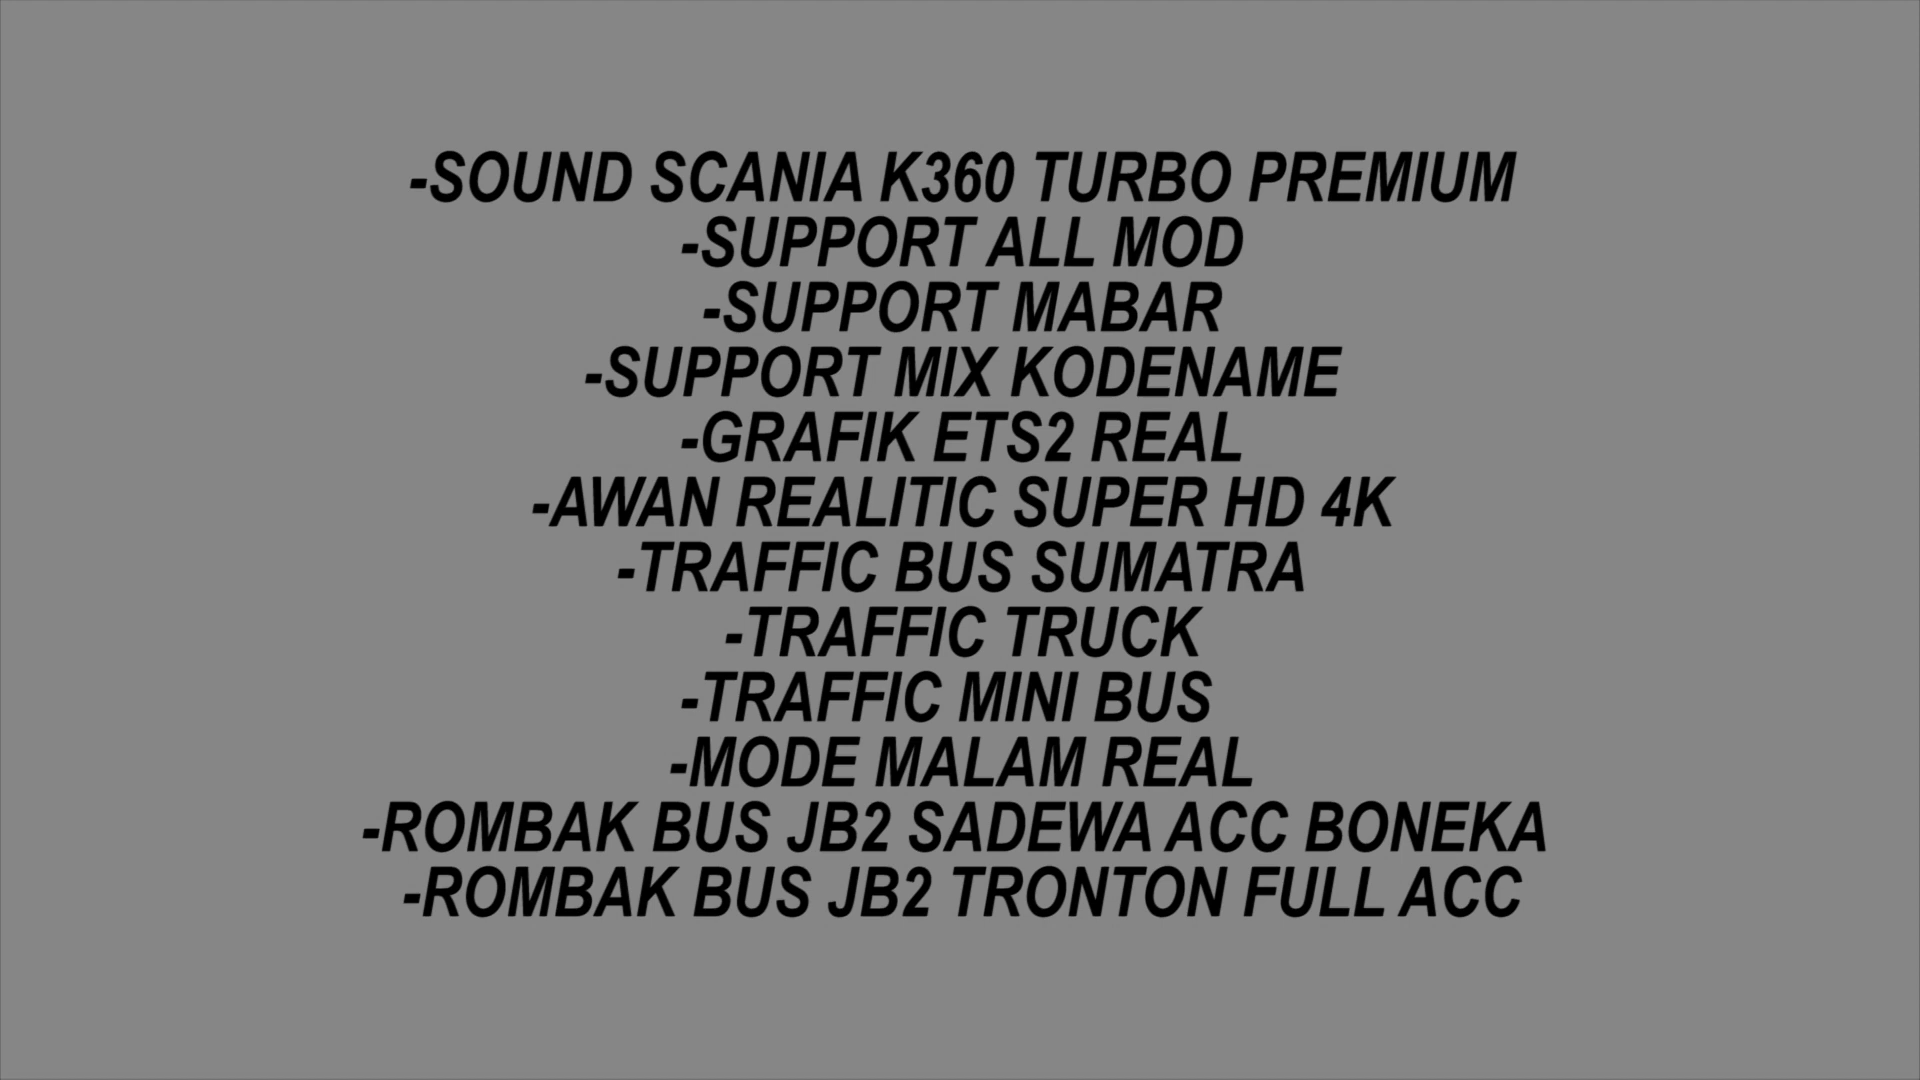 -SOUND SCANIA K360 TURBO PREMIUM
-SUPPORT ALL MOD
-SUPPORT MABAR
-SUPPORT MIX KODENAME
-GRAFIK ETS2 REAL
-AWAN REALITIC SUPER HD 4K
-TRAFFIC BUS SUMATRA
-TRAFFIC TRUCK
-TRAFFIC MINI BUS
-MODE MALAM REAL
-ROMBAK BUS JB2 SADEWA ACC BONEKA
-ROMBAK BUS JB2 TRONTON FULL ACC